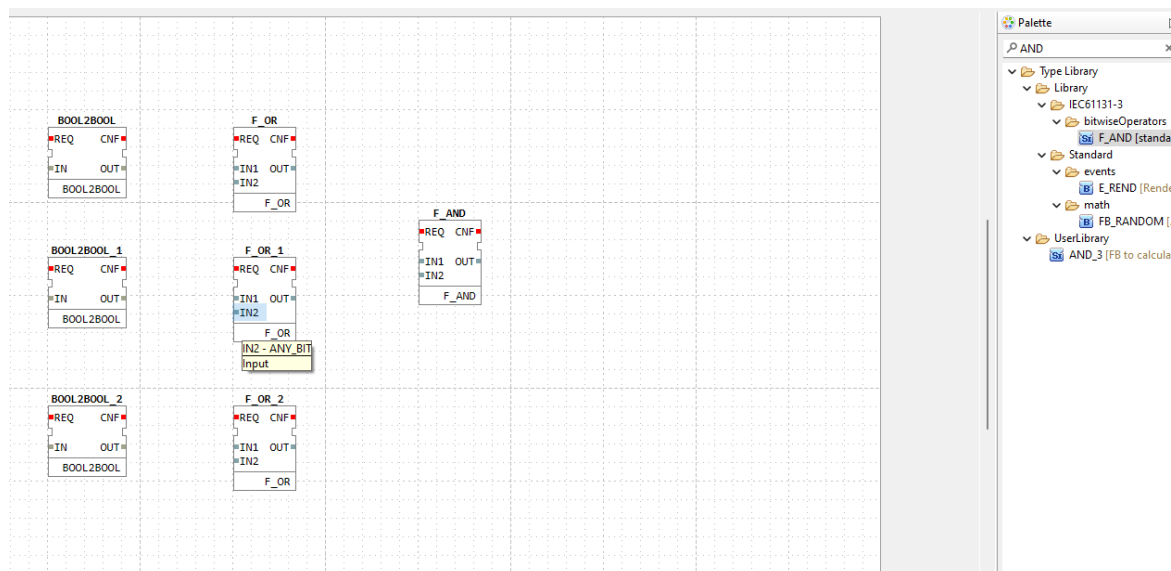 BOOL2BOOL
REQ CNF
IN OUT
BOOL2BOOL
F_OR
REQ CNF
IN1 OUT
IN2
F_OR
F_AND
REQ CNF
IN1 OUT
IN2
F_AND
BOOL2BOOL_1
REQ CNF
IN OUT
BOOL2BOOL
F_OR_1
REQ CNF
IN1 OUT
IN2
F_OR
IN2 - ANY_BIT
Input
BOOL2BOOL_2
REQ CNF
IN OUT
BOOL2BOOL
F_OR_2
REQ CNF
IN1 OUT
IN2
F_OR
Palette
AND
Type Library
Library
IEC61131-3
bitwiseOperators
F_AND [standa
Standard
events
E_REND [Rende
math
FB_RANDOM [
UserLibrary
AND_3 [FB to calcula